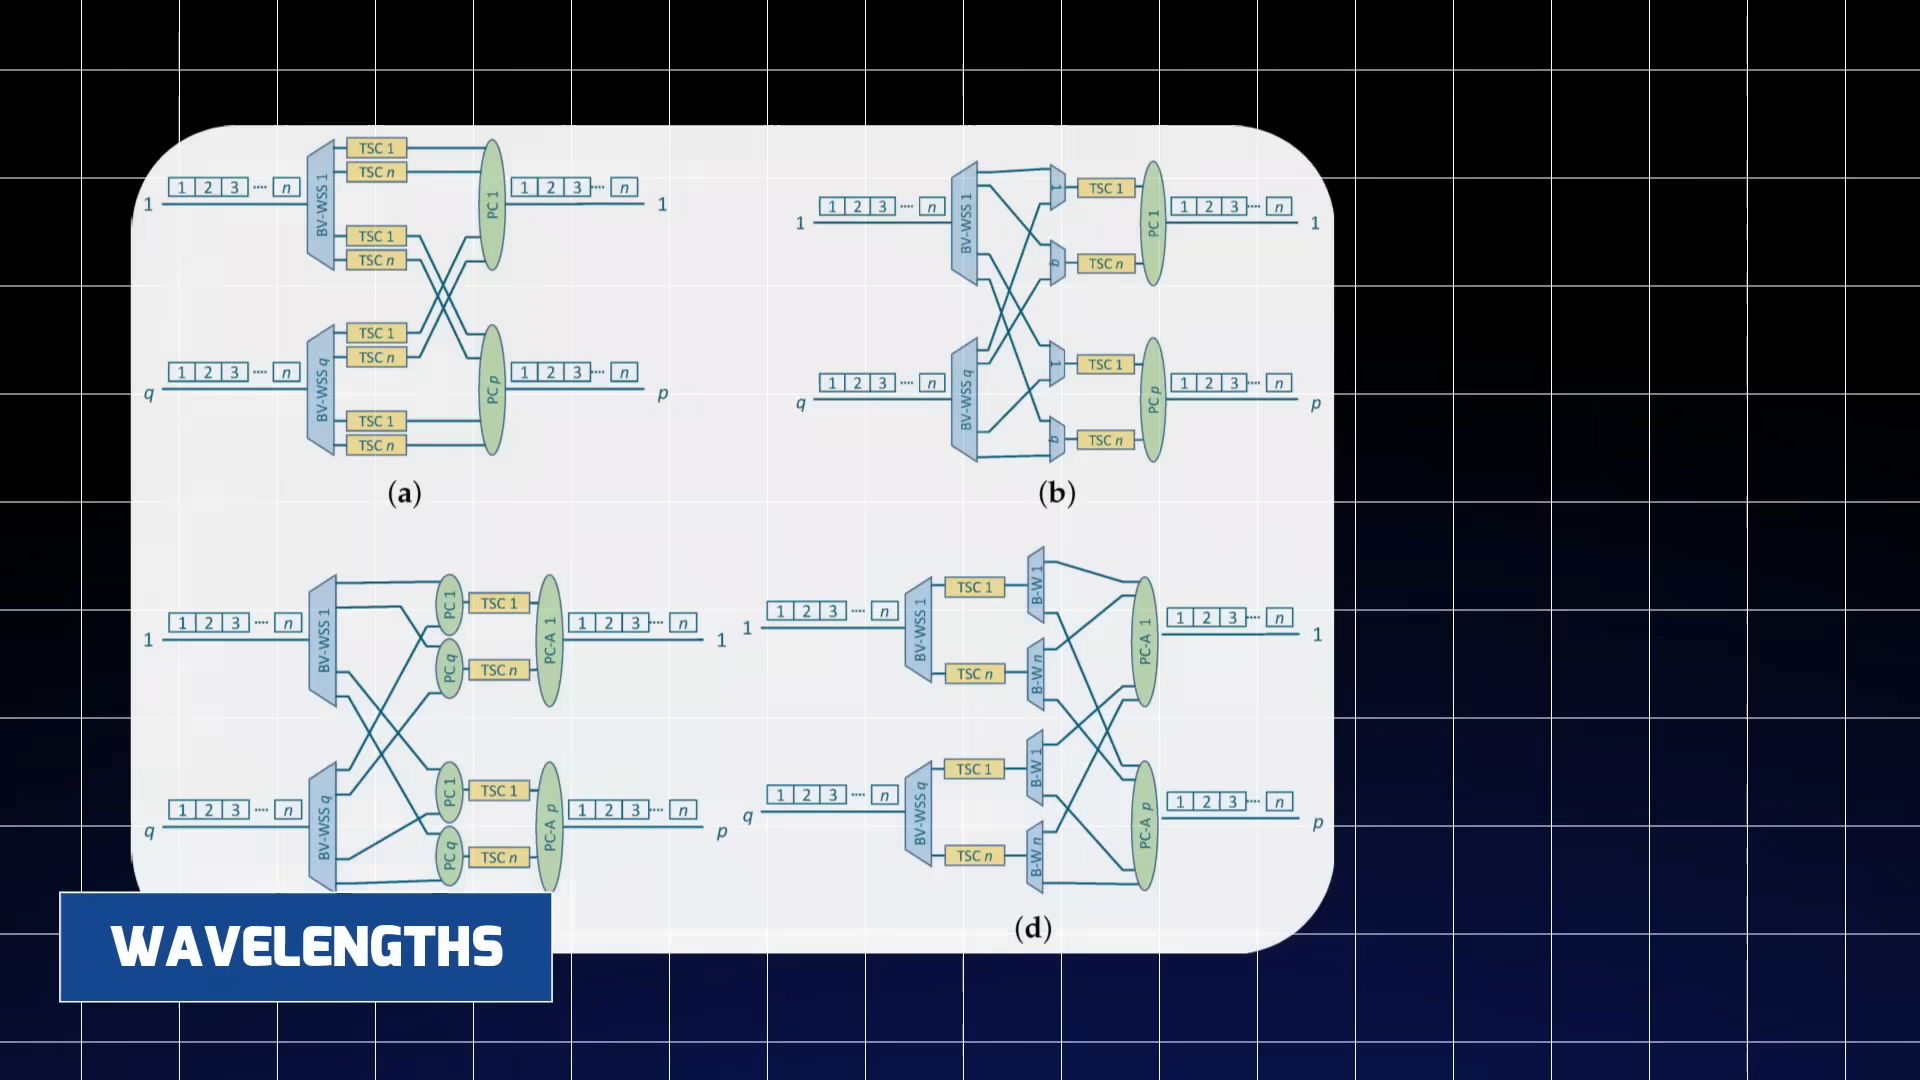 TSC 1
TSC n
1 2 3 ···· n
1
BV-WSS 1
PC 1
1 2 3 ···· n
1
TSC 1
TSC n
TSC 1
TSC n
1 2 3 ···· n
q
BV-WSS q
PC p
1 2 3 ···· n
p
TSC 1
TSC n
(a)
1 2 3 ···· n
1
BV-WSS 1
1
TSC 1
q
TSC n
PC 1
1 2 3 ···· n
1
1 2 3 ···· n
q
BV-WSS q
1
TSC 1
q
TSC n
PC p
1 2 3 ···· n
p
(b)
1 2 3 ···· n
1
BV-WSS 1
PC 1
TSC 1
PC q
TSC n
PC-A 1
1 2 3 ···· n
1
1 2 3 ···· n
q
BV-WSS q
PC 1
TSC 1
PC q
TSC n
PC-A p
1 2 3 ···· n
p
1 2 3 ···· n
1
BV-WSS 1
TSC 1
B-W 1
TSC n
B-W n
PC-A 1
1 2 3 ···· n
1
1 2 3 ···· n
q
BV-WSS q
TSC 1
B-W 1
TSC n
B-W n
PC-A p
1 2 3 ···· n
p
(d)
WAVELENGTHS